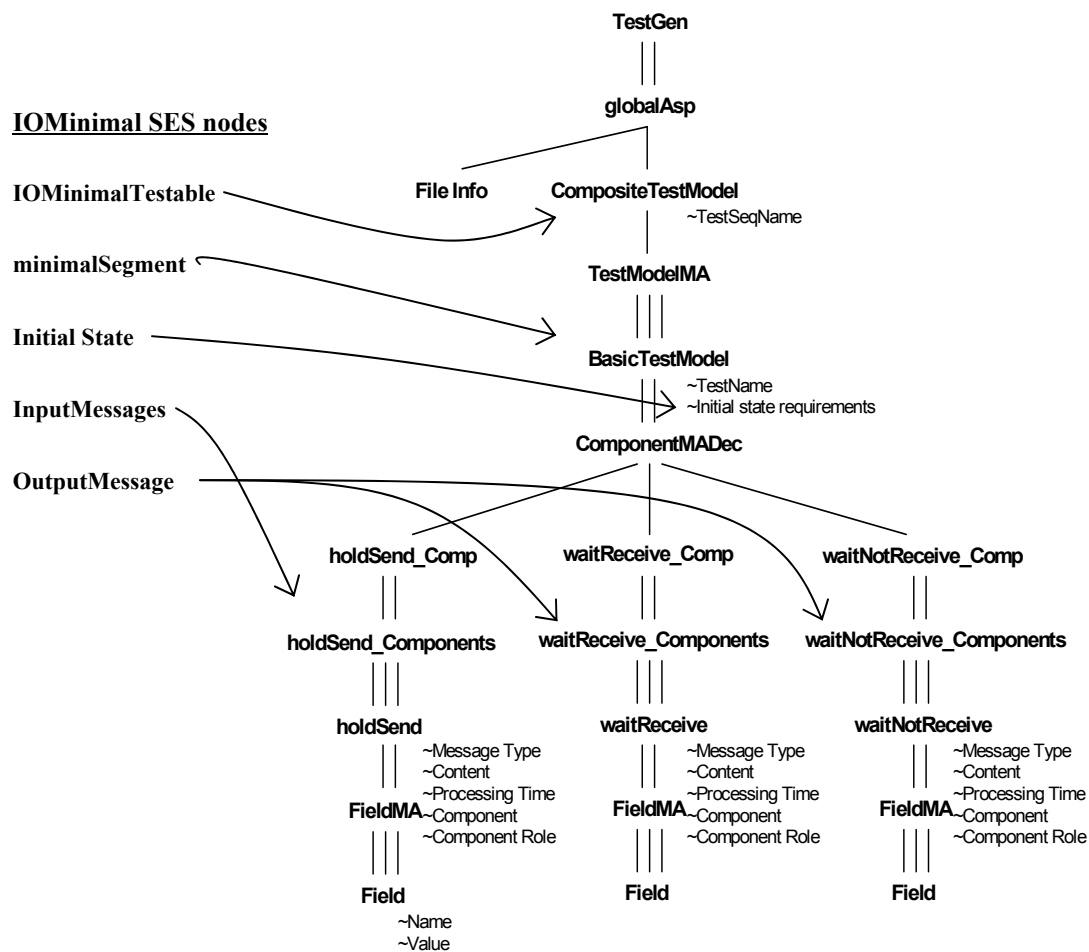 TestGen
globalAsp
IOMinimal SES nodes
IOMinimalTestable
File Info
CompositeTestModel
~TestSeqName
minimalSegment
TestModelMA
Initial State
BasicTestModel
~TestName
~Initial state requirements
InputMessages
ComponentMADec
OutputMessage
holdSend_Comp
waitReceive_Comp
waitNotReceive_Comp
holdSend_Components
waitReceive_Components
waitNotReceive_Components
holdSend
~Message Type
~Content
~Processing Time
~Component
~Component Role
FieldMA
Field
~Name
~Value
waitReceive
~Message Type
~Content
~Processing Time
~Component
~Component Role
FieldMA
Field
waitNotReceive
~Message Type
~Content
~Processing Time
~Component
~Component Role
FieldMA
Field